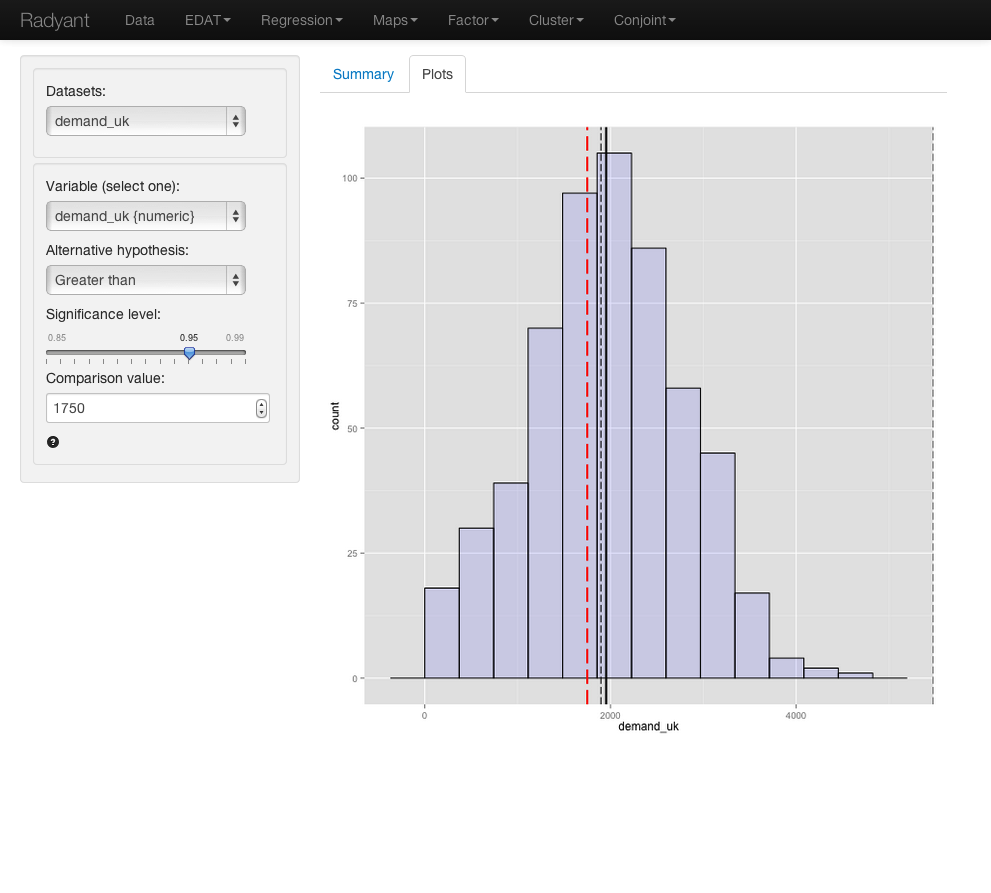 Radyant Data EDAT Regression Maps Factor Cluster Conjoint
Summary Plots
Datasets:
demand_uk
Variable (select one):
demand_uk {numeric}
Alternative hypothesis:
Greater than
Significance level:
0.85 0.95 0.99
Comparison value:
1750
?
count
100
75
50
25
0
0 2000 4000
demand_uk